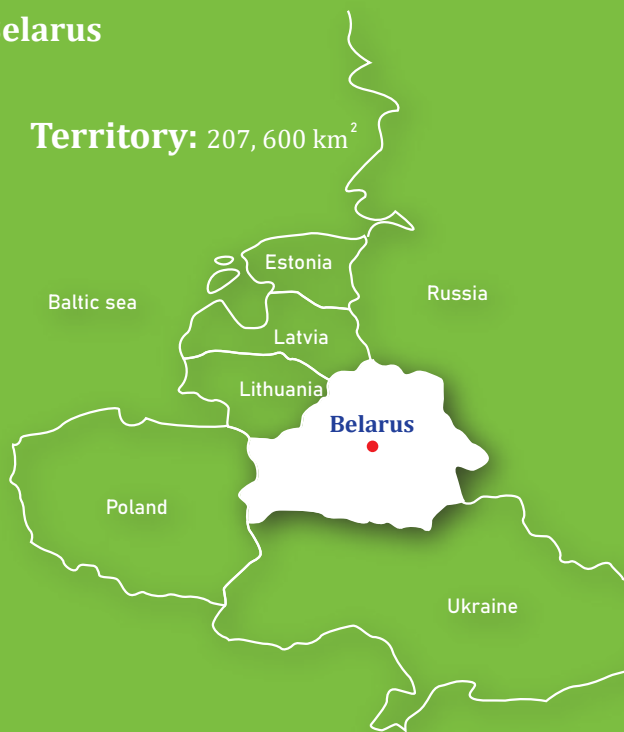 elarus
Territory: 207, 600 km²
Estonia
Baltic sea
Russia
Latvia
Lithuania
Belarus
Poland
Ukraine